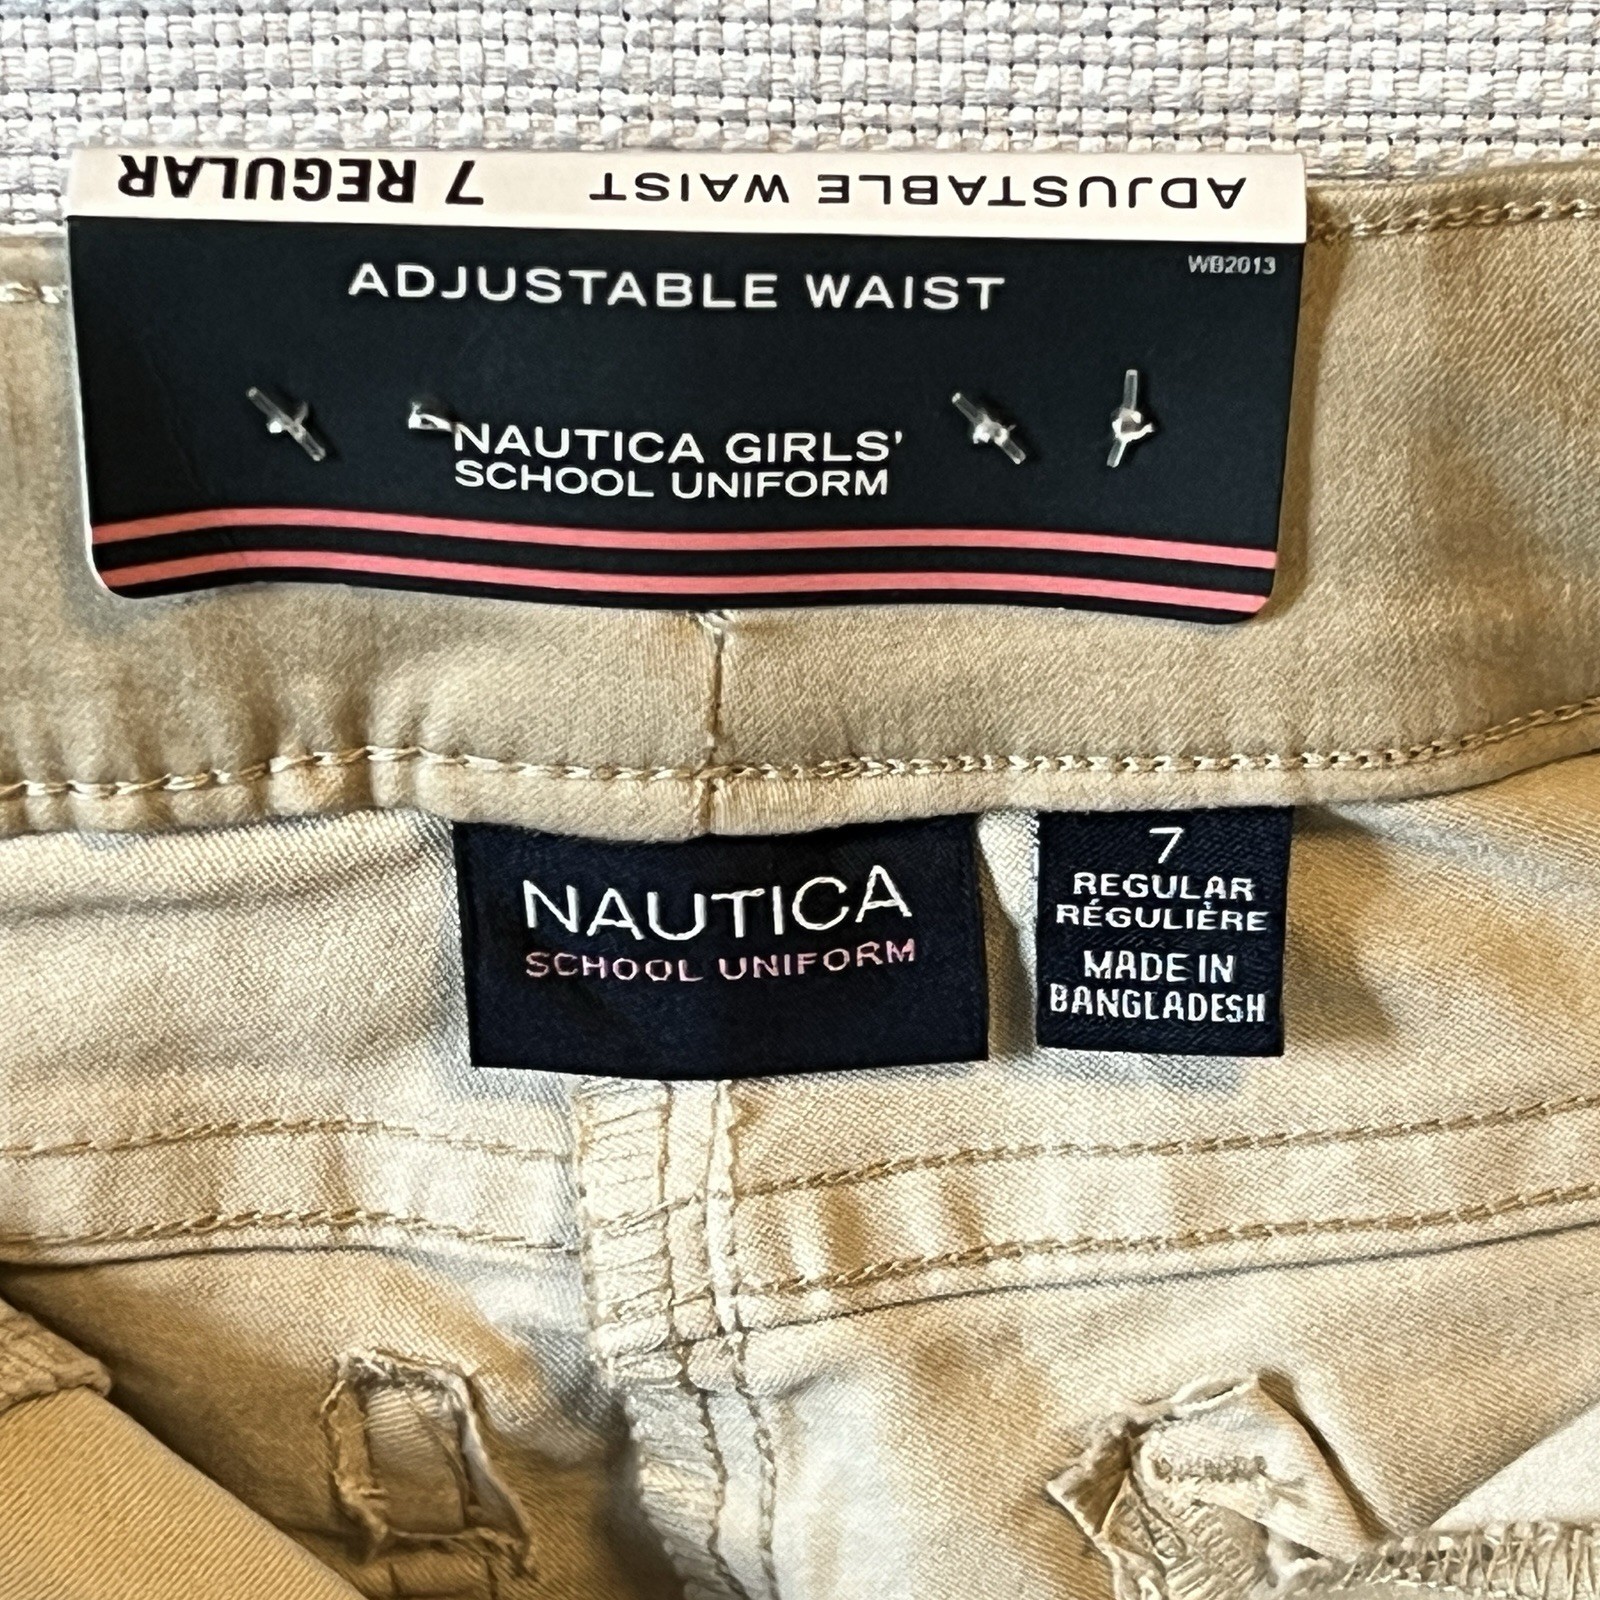 7 REGULAR ADJUSTABLE WAIST
WB2013
ADJUSTABLE WAIST
NAUTICA GIRLS'
SCHOOL UNIFORM
NAUTICA
SCHOOL UNIFORM
7
REGULAR
RÉGULIÈRE
MADE IN
BANGLADESH